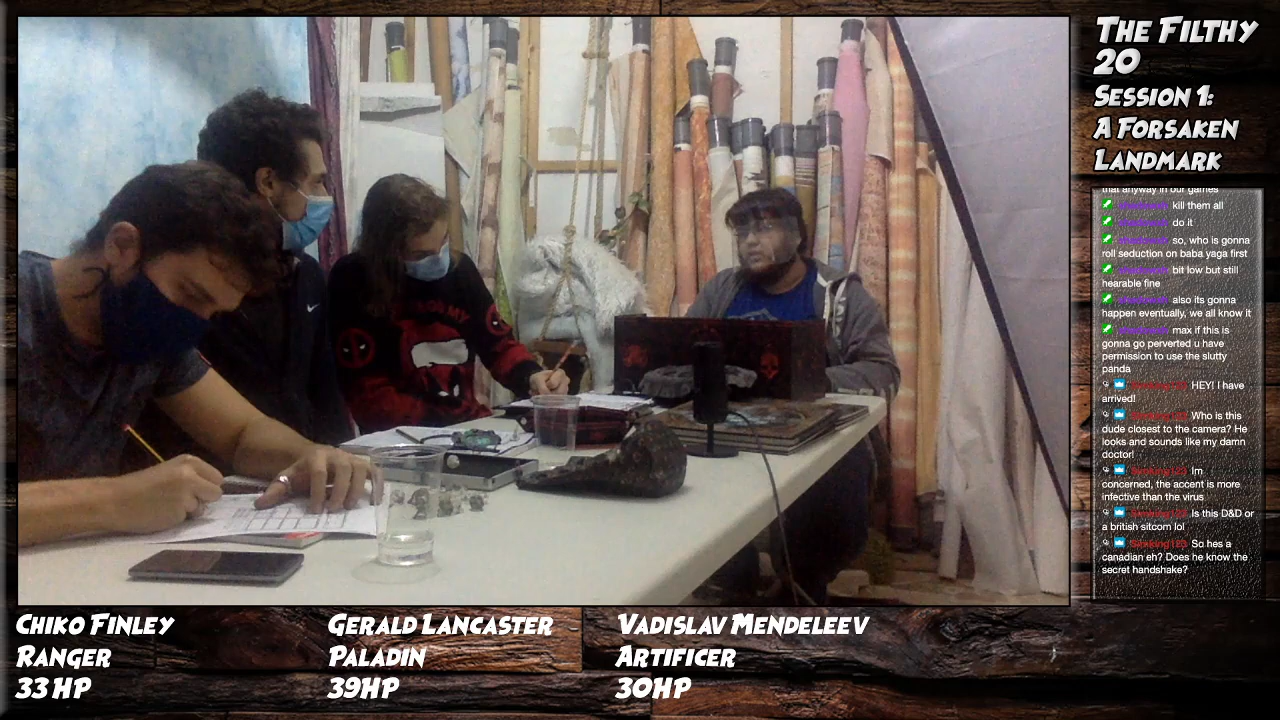 THE FILTHY
20
SESSION 1:
A FORSAKEN
LANDMARK
that anyway in our games
kill them all
do it
so, who is gonna
roll seduction on baba yaga first
bit low but still
hearable fine
also its gonna
happen eventually, we all know it
max if this is
gonna go perverted u have
permission to use the slutty
panda
HEY! I have
arrived!
Who is this
dude closest to the camera? He
looks and sounds like my damn
doctor!
Im
concerned, the accent is more
infective than the virus
Is this D&D or
a british sitcom lol
So hes a
canadian eh? Does he know the
secret handshake?
CHIKO FINLEY
RANGER
33 HP
GERALD LANCASTER
PALADIN
39HP
VADISLAV MENDELEEV
ARTIFICER
30HP